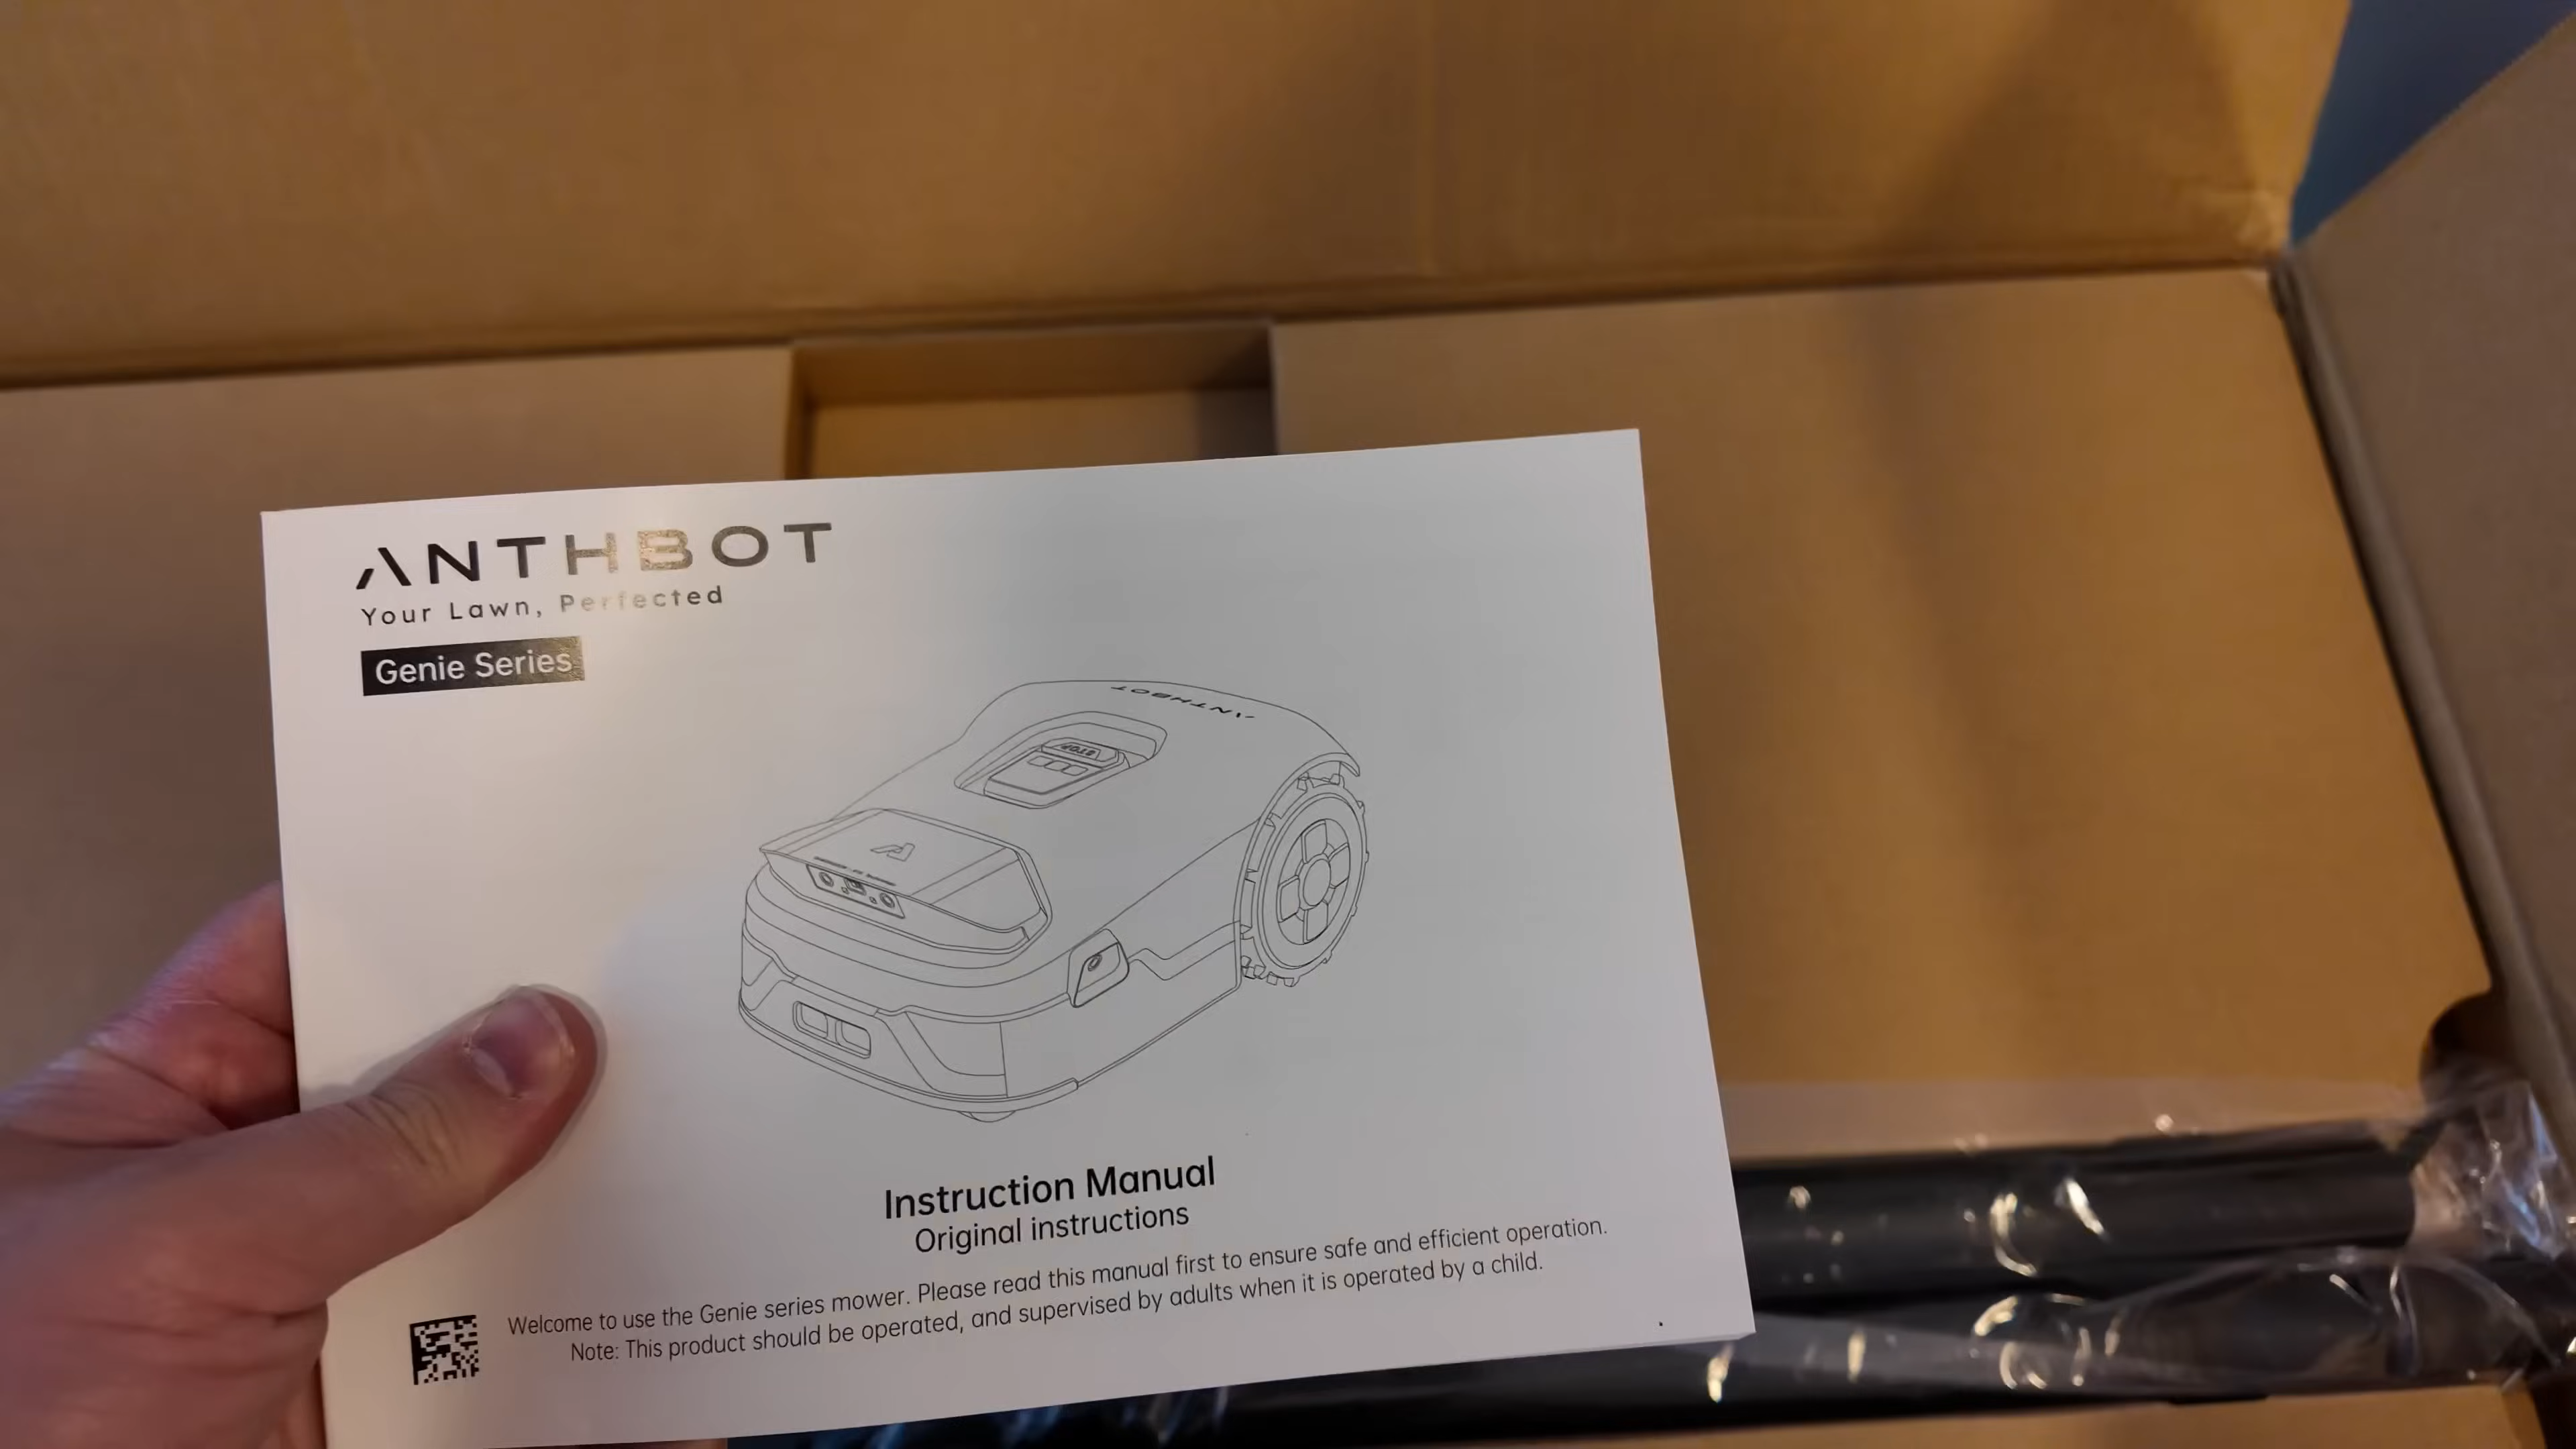 ANTHBOT
Your Lawn, Perfected
Genie Series
ANTHBOT
STOP
Instruction Manual
Original instructions
Welcome to use the Genie series mower. Please read this manual first to ensure safe and efficient operation.
Note: This product should be operated, and supervised by adults when it is operated by a child.